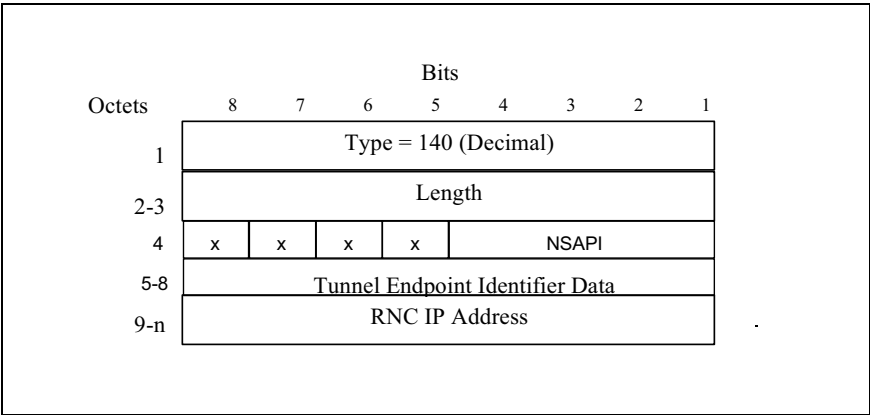 Bits
Octets 8 7 6 5 4 3 2 1
1 Type = 140 (Decimal)
2-3 Length
4 x x x x NSAPI
5-8 Tunnel Endpoint Identifier Data
9-n RNC IP Address .